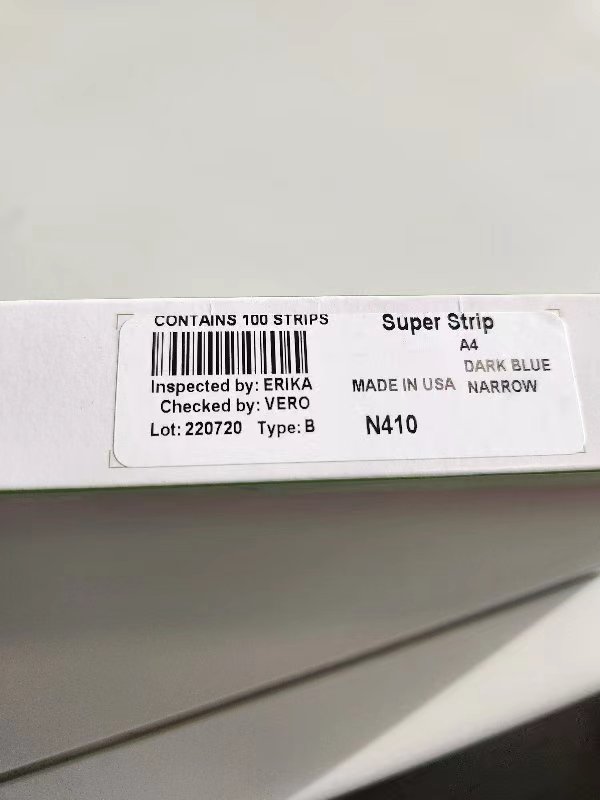 CONTAINS 100 STRIPS
Inspected by: ERIKA
Checked by: VERO
Lot: 220720 Type: B
Super Strip
A4
DARK BLUE
MADE IN USA NARROW
N410